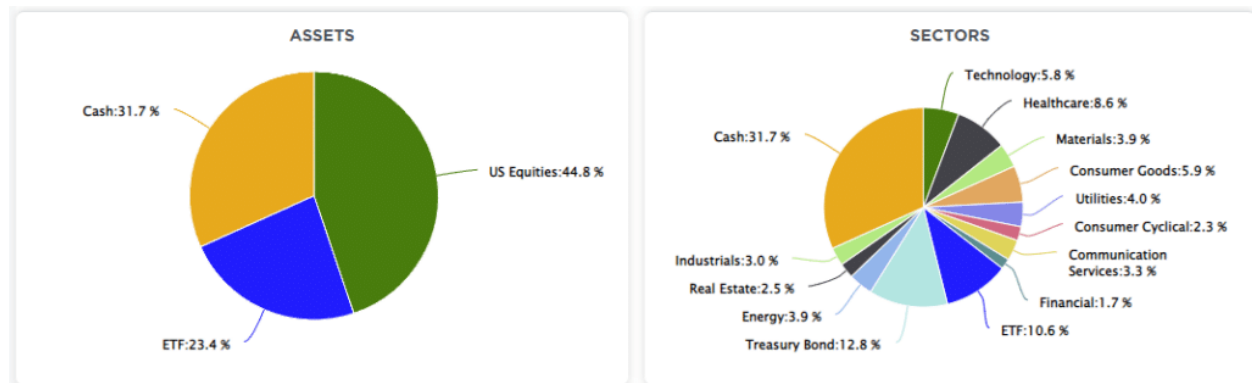 ASSETS
Cash:31.7 %
US Equities:44.8 %
ETF:23.4 %
SECTORS
Technology:5.8 %
Healthcare:8.6 %
Materials:3.9 %
Consumer Goods:5.9 %
Utilities:4.0 %
Consumer Cyclical:2.3 %
Communication
Services:3.3 %
Financial:1.7 %
ETF:10.6 %
Treasury Bond:12.8 %
Energy:3.9 %
Real Estate:2.5 %
Industrials:3.0 %
Cash:31.7 %